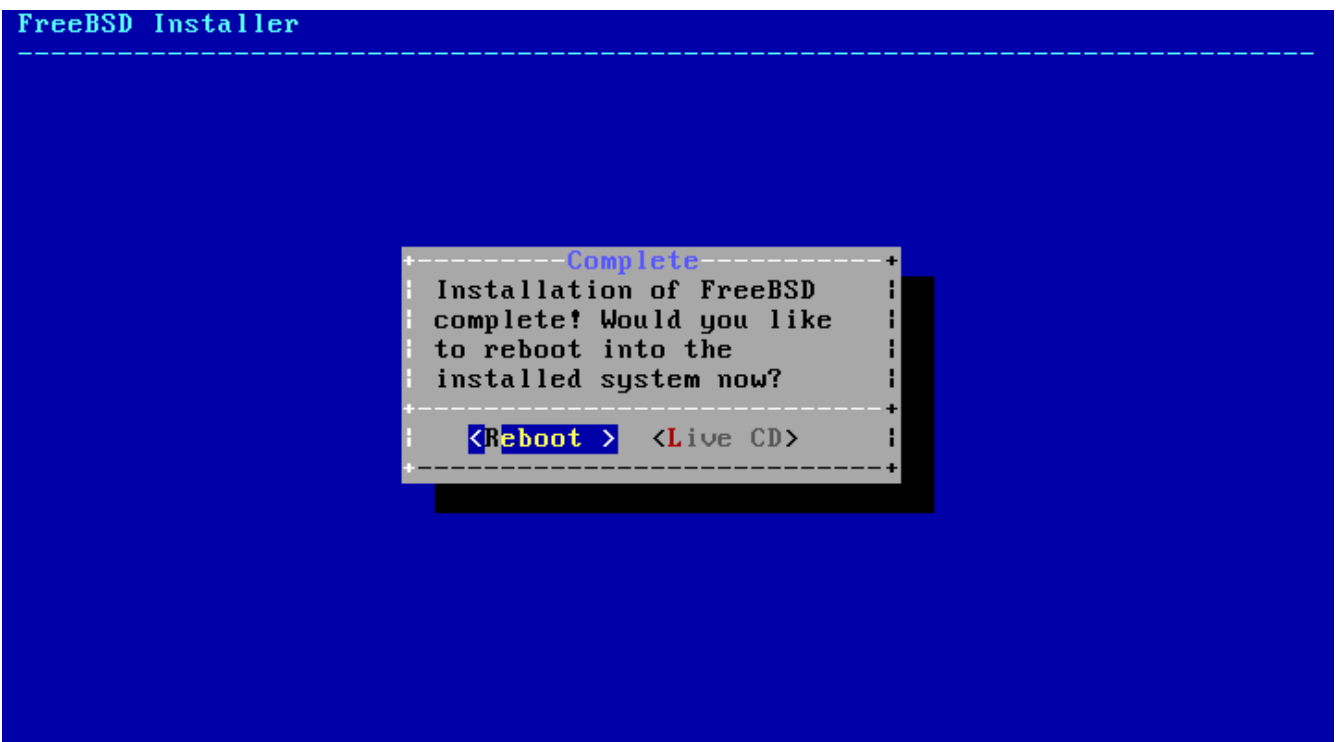 FreeBSD Installer
Complete
Installation of FreeBSD
complete! Would you like
to reboot into the
installed system now?
<Reboot > <Live CD>